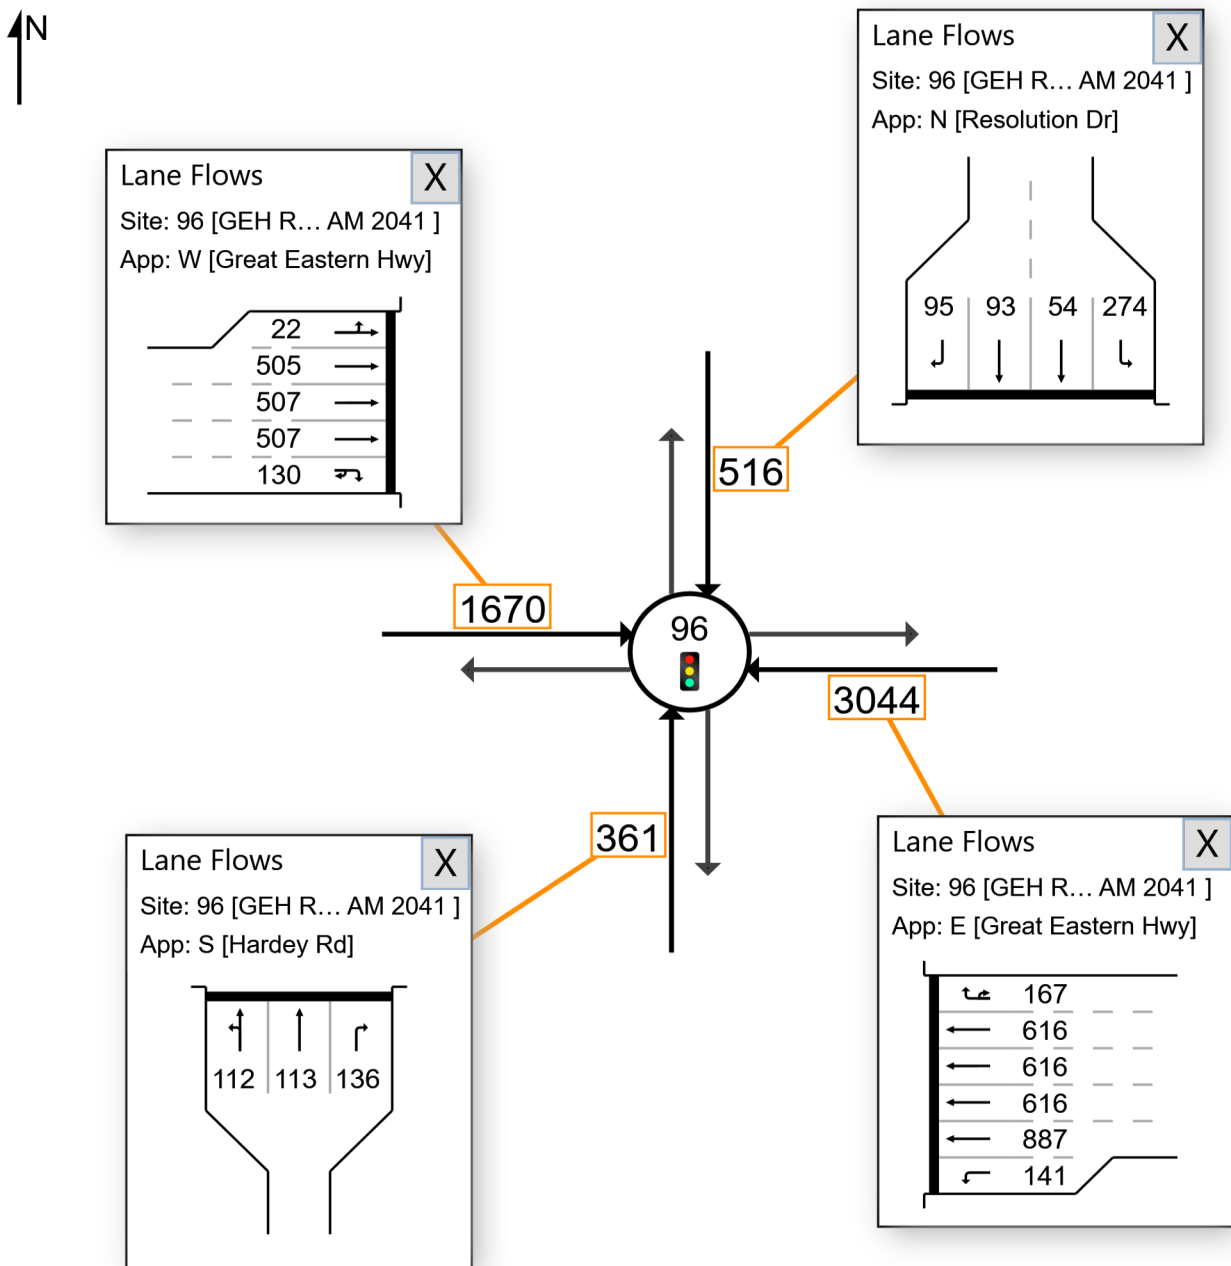 N
Lane Flows X
Site: 96 [GEH R... AM 2041 ]
App: N [Resolution Dr]
95 93 54 274
Lane Flows X
Site: 96 [GEH R... AM 2041 ]
App: W [Great Eastern Hwy]
22
505
507
507
130
516
1670
96
3044
361
Lane Flows X
Site: 96 [GEH R... AM 2041 ]
App: S [Hardey Rd]
112 113 136
Lane Flows X
Site: 96 [GEH R... AM 2041 ]
App: E [Great Eastern Hwy]
167
616
616
616
887
141